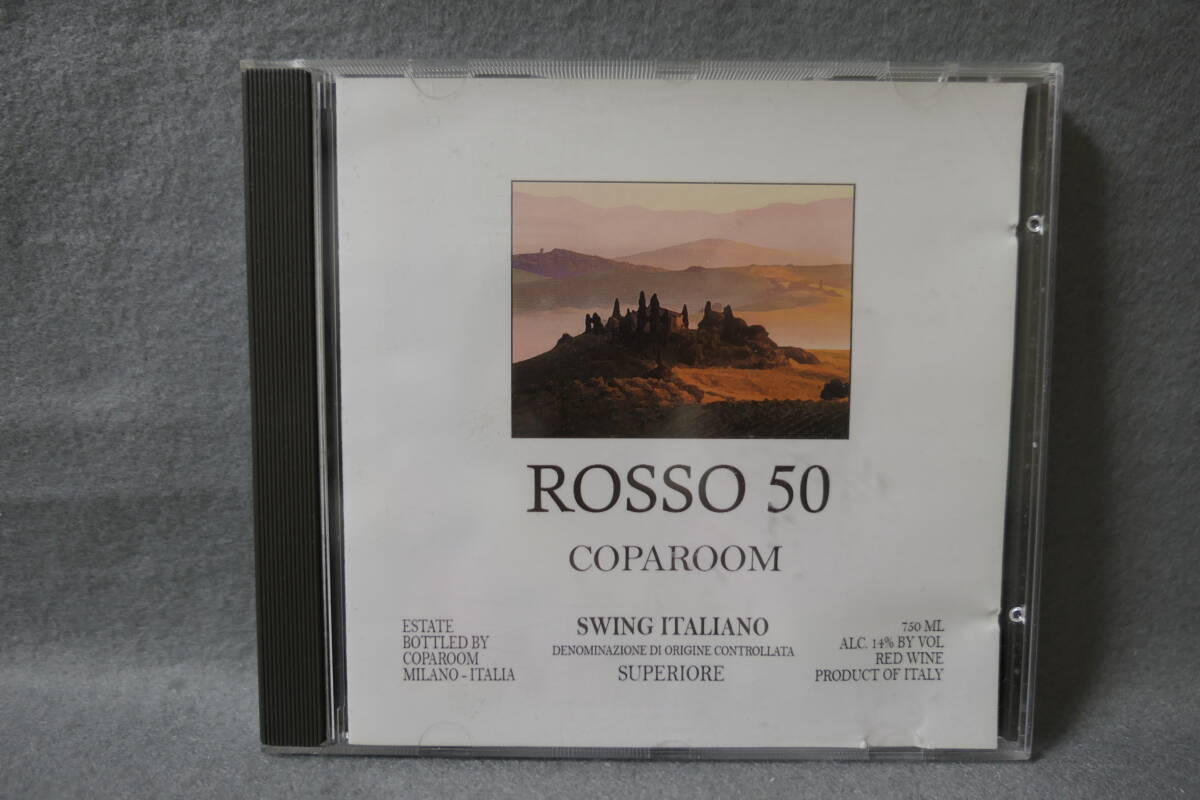 ROSSO 50
COPAROOM
ESTATE
BOTTLED BY
COPAROOM
MILANO - ITALIA
SWING ITALIANO
DENOMINAZIONE DI ORIGINE CONTROLLATA
SUPERIORE
750 ML
ALC. 14% BY VOL
RED WINE
PRODUCT OF ITALY